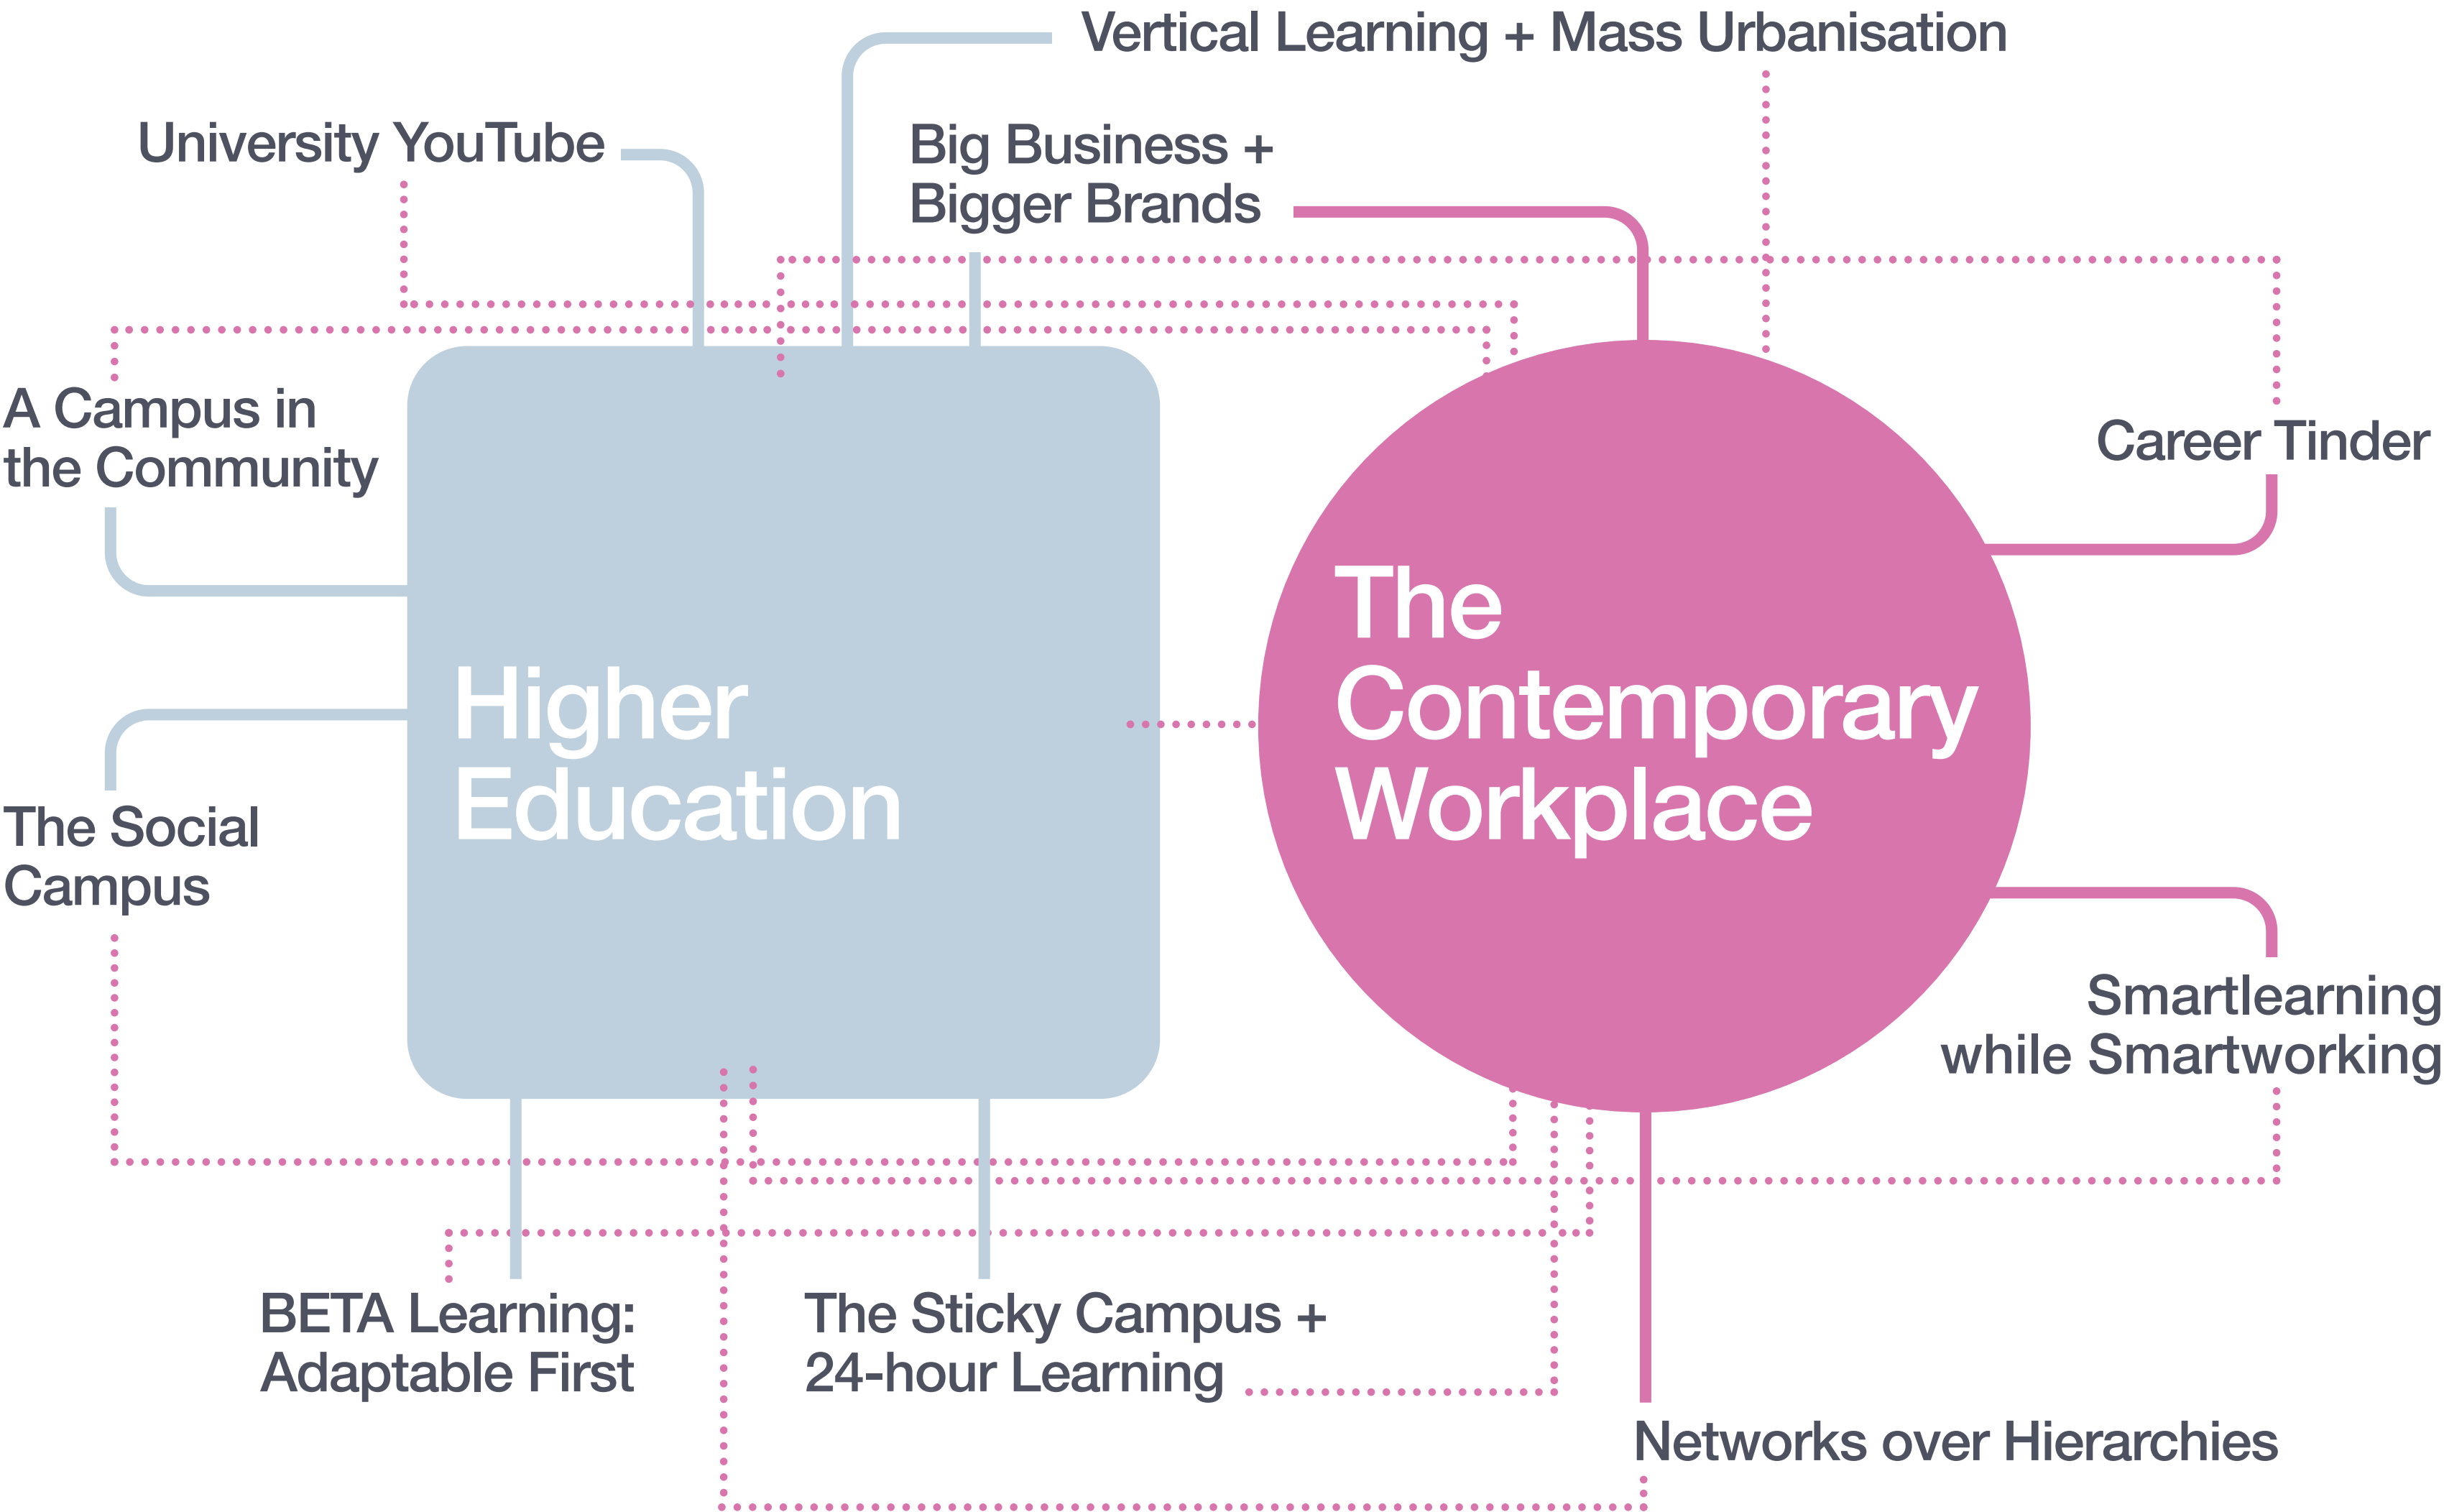 Vertical Learning + Mass Urbanisation
University YouTube
Big Business +
Bigger Brands
A Campus in
the Community
Career Tinder
Higher
Education
The
Contemporary
Workplace
The Social
Campus
Smartlearning
while Smartworking
BETA Learning:
Adaptable First
The Sticky Campus +
24-hour Learning
Networks over Hierarchies